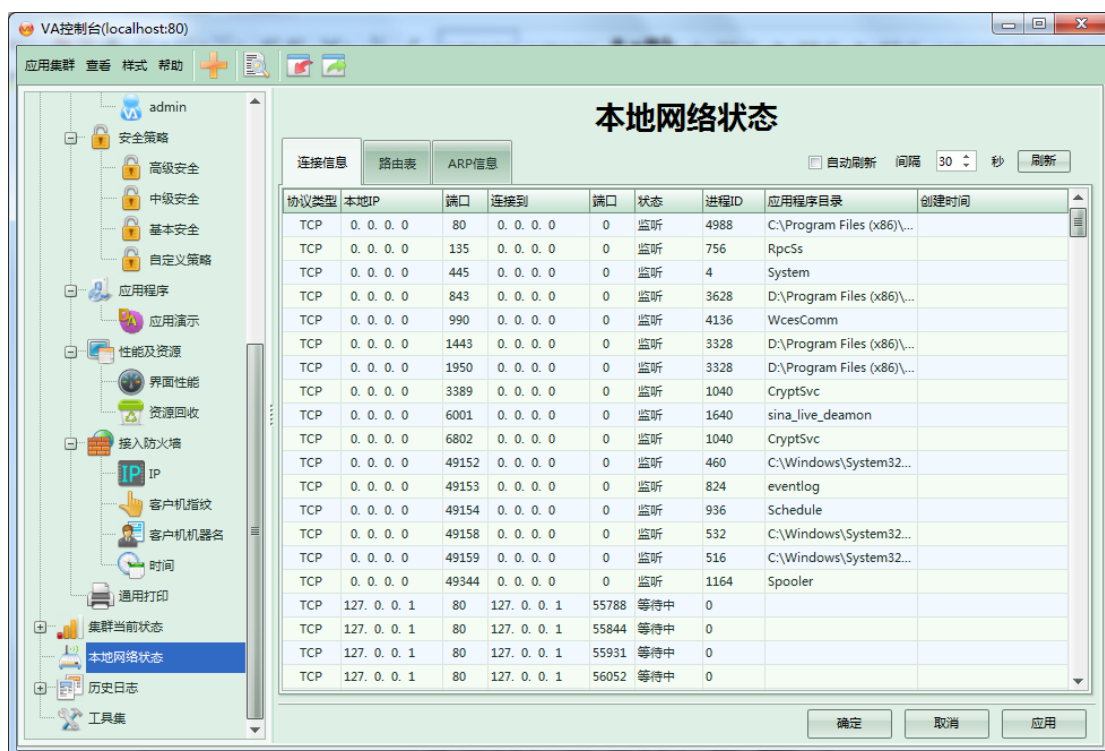 VA控制台(localhost:80)
应用集群 查看 样式 帮助
admin
安全策略
高级安全
中级安全
基本安全
自定义策略
应用程序
应用演示
性能及资源
界面性能
资源回收
接入防火墙
IP IP
客户机指纹
客户机机器名
时间
通用打印
集群当前状态
本地网络状态
历史日志
工具集
本地网络状态
连接信息 路由表 ARP信息 自动刷新 间隔 30 秒 刷新
协议类型 本地IP 端口 连接到 端口 状态 进程ID 应用程序目录 创建时间
TCP 0. 0. 0. 0 80 0. 0. 0. 0 0 监听 4988 C:\Program Files (x86)\...
TCP 0. 0. 0. 0 135 0. 0. 0. 0 0 监听 756 RpcSs
TCP 0. 0. 0. 0 445 0. 0. 0. 0 0 监听 4 System
TCP 0. 0. 0. 0 843 0. 0. 0. 0 0 监听 3628 D:\Program Files (x86)\...
TCP 0. 0. 0. 0 990 0. 0. 0. 0 0 监听 4136 WcesComm
TCP 0. 0. 0. 0 1443 0. 0. 0. 0 0 监听 3328 D:\Program Files (x86)\...
TCP 0. 0. 0. 0 1950 0. 0. 0. 0 0 监听 3328 D:\Program Files (x86)\...
TCP 0. 0. 0. 0 3389 0. 0. 0. 0 0 监听 1040 CryptSvc
TCP 0. 0. 0. 0 6001 0. 0. 0. 0 0 监听 1640 sina_live_deamon
TCP 0. 0. 0. 0 6802 0. 0. 0. 0 0 监听 1040 CryptSvc
TCP 0. 0. 0. 0 49152 0. 0. 0. 0 0 监听 460 C:\Windows\System32...
TCP 0. 0. 0. 0 49153 0. 0. 0. 0 0 监听 824 eventlog
TCP 0. 0. 0. 0 49154 0. 0. 0. 0 0 监听 936 Schedule
TCP 0. 0. 0. 0 49158 0. 0. 0. 0 0 监听 532 C:\Windows\System32...
TCP 0. 0. 0. 0 49159 0. 0. 0. 0 0 监听 516 C:\Windows\System32...
TCP 0. 0. 0. 0 49344 0. 0. 0. 0 0 监听 1164 Spooler
TCP 127. 0. 0. 1 80 127. 0. 0. 1 55788 等待中 0
TCP 127. 0. 0. 1 80 127. 0. 0. 1 55844 等待中 0
TCP 127. 0. 0. 1 80 127. 0. 0. 1 55931 等待中 0
TCP 127. 0. 0. 1 80 127. 0. 0. 1 56052 等待中 0
确定 取消 应用